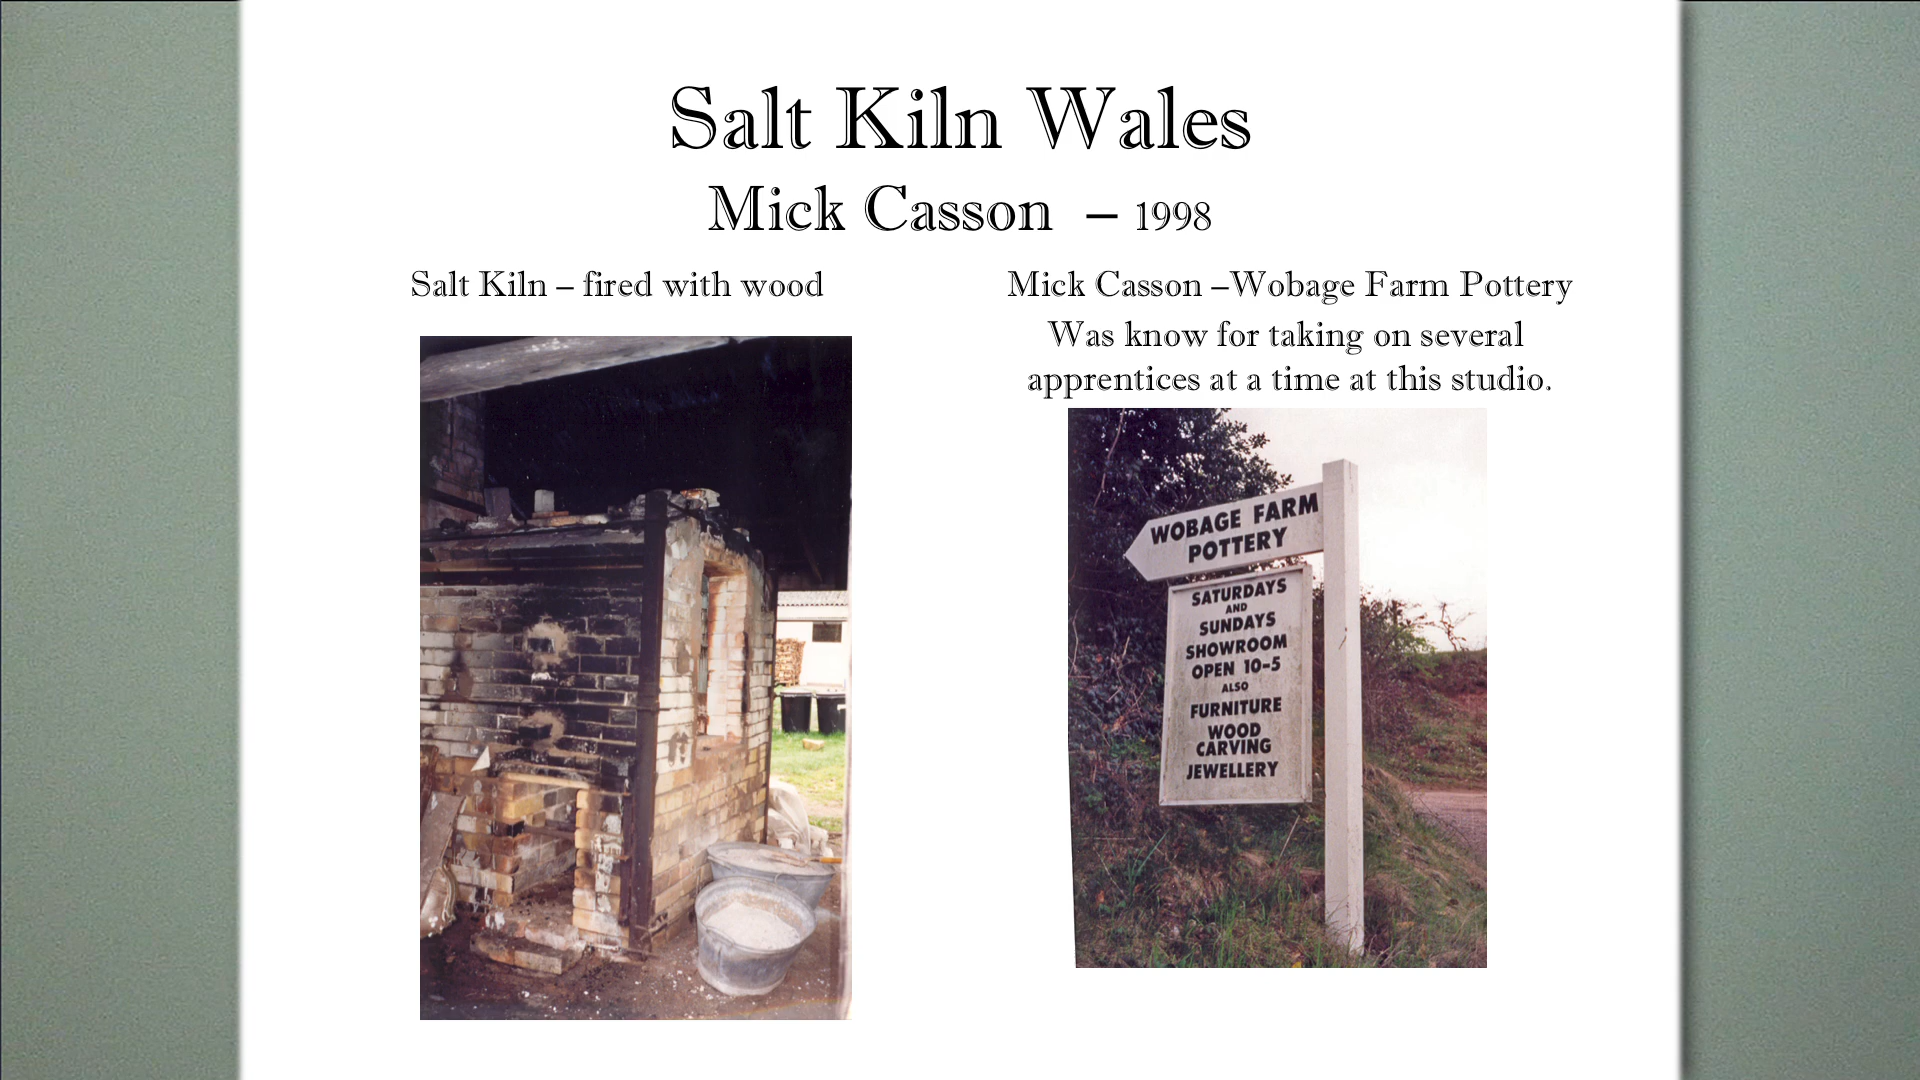 Salt Kiln Wales
Mick Casson – 1998
Salt Kiln – fired with wood
Mick Casson –Wobage Farm Pottery
Was know for taking on several
apprentices at a time at this studio.
WOBAGE FARM
POTTERY
SATURDAYS
AND
SUNDAYS
SHOWROOM
OPEN 10-5
ALSO
FURNITURE
WOOD
CARVING
JEWELLERY